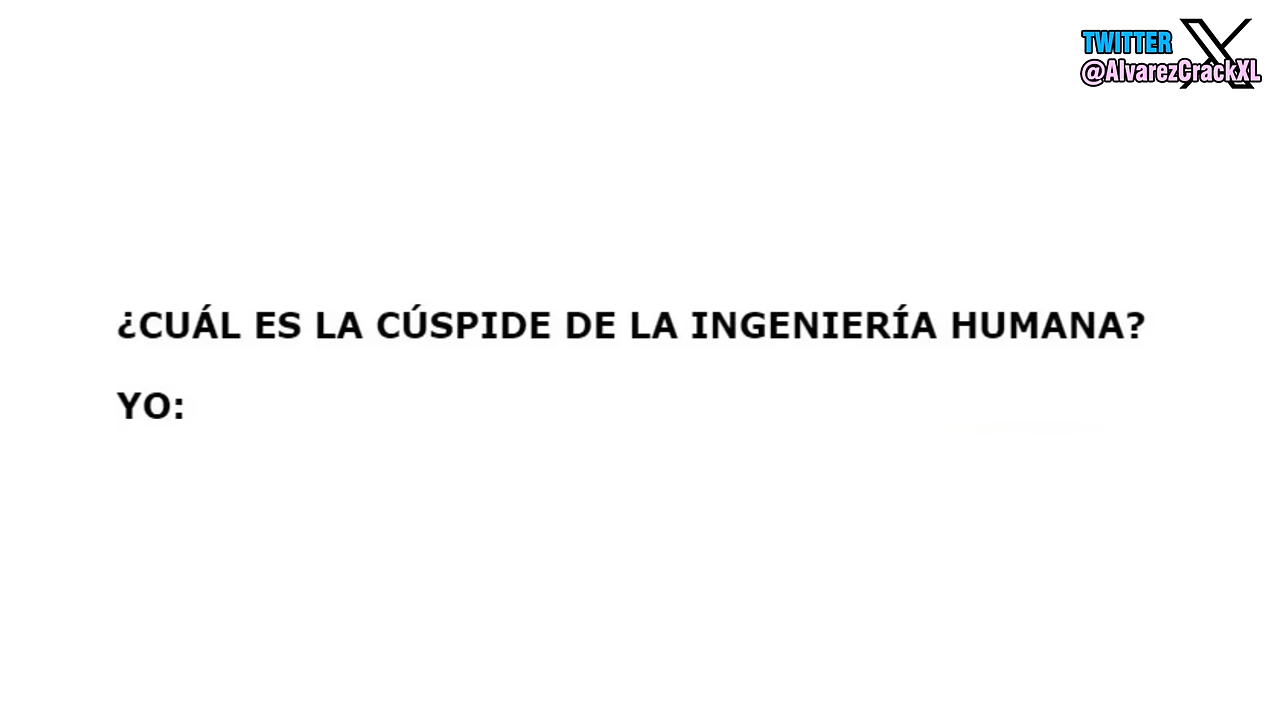 TWITTER
@AlvarezCrackXL
¿CUÁL ES LA CÚSPIDE DE LA INGENIERÍA HUMANA?
YO: